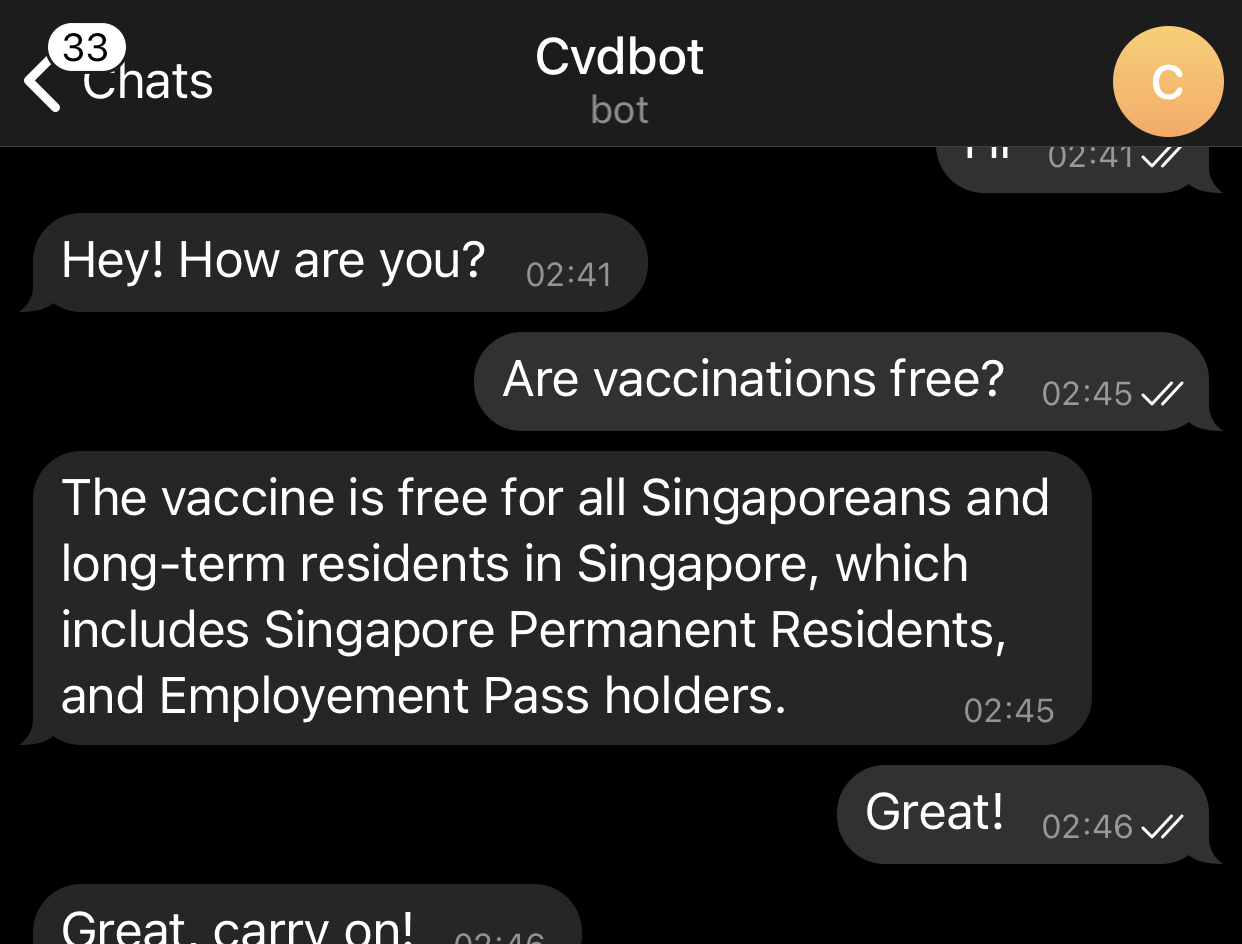 33
Chats
Cvdbot
bot
C
02:41
Hey! How are you? 02:41
Are vaccinations free? 02:45
The vaccine is free for all Singaporeans and
long-term residents in Singapore, which
includes Singapore Permanent Residents,
and Employement Pass holders. 02:45
Great! 02:46
Great, carry on! 02:46